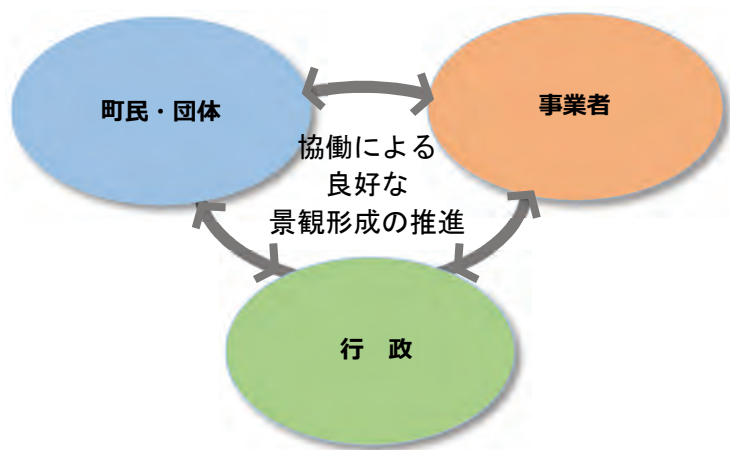 町民・団体
事業者
協働による
良好な
景観形成の推進
行　政